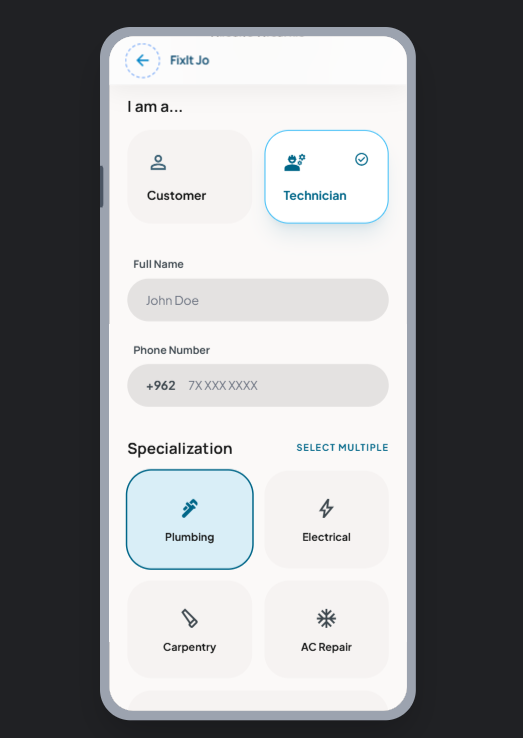 FixIt Jo
I am a...
Customer
Technician
Full Name
John Doe
Phone Number
+962 7X XXX XXXX
Specialization
SELECT MULTIPLE
Plumbing
Electrical
Carpentry
AC Repair